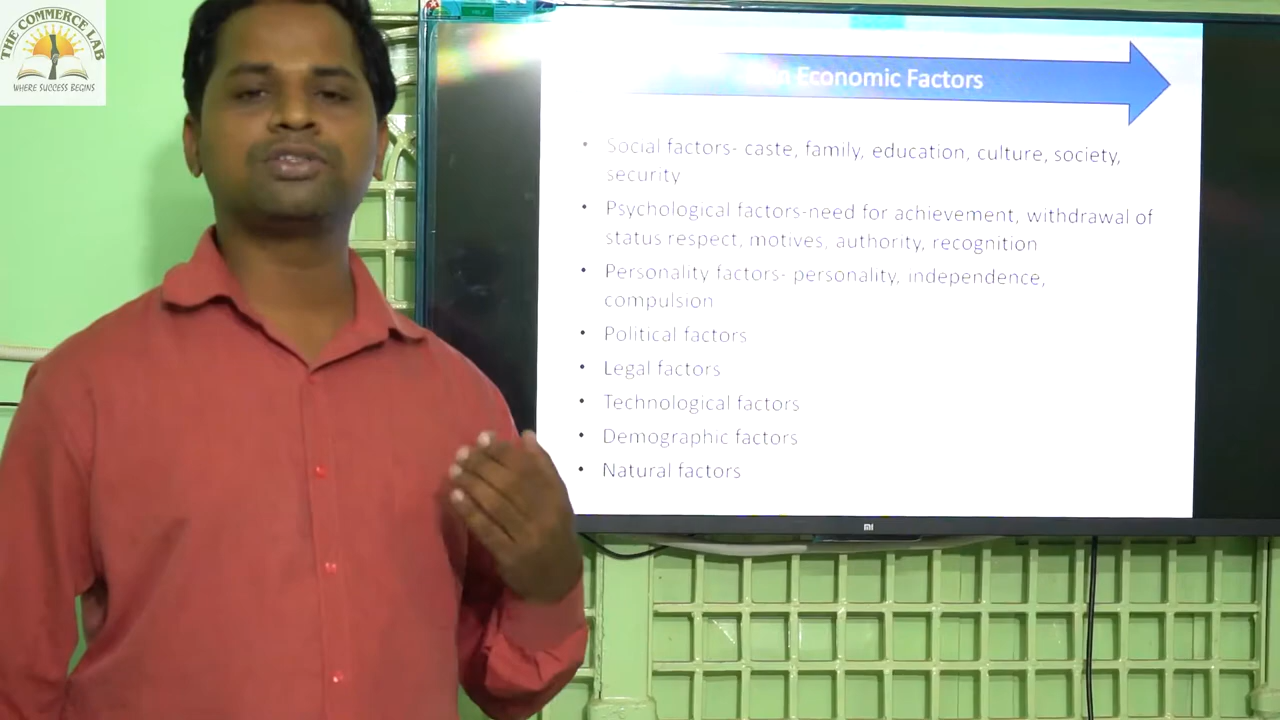 THE COMMERCE LAB
WHERE SUCCESS BEGINS
Economic Factors
• Social factors- caste, family, education, culture, society,
security
• Psychological factors-need for achievement, withdrawal of
status respect, motives, authority, recognition
• Personality factors- personality, independence,
compulsion
• Political factors
• Legal factors
• Technological factors
• Demographic factors
• Natural factors
mi